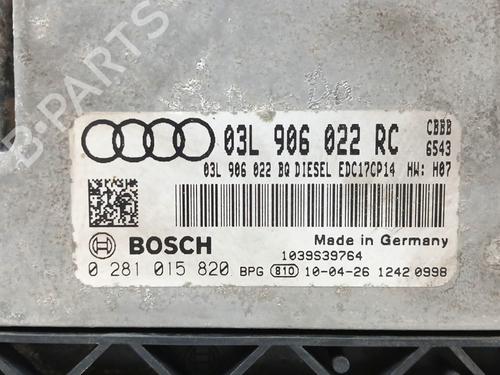 03L 906 022 RC CBBB 6543
03L 906 022 BQ DIESEL EDC17CP14 HW: H07
BOSCH Made in Germany
1039S39764
0 281 015 820 BPG 810 10-04-26 1242 0998